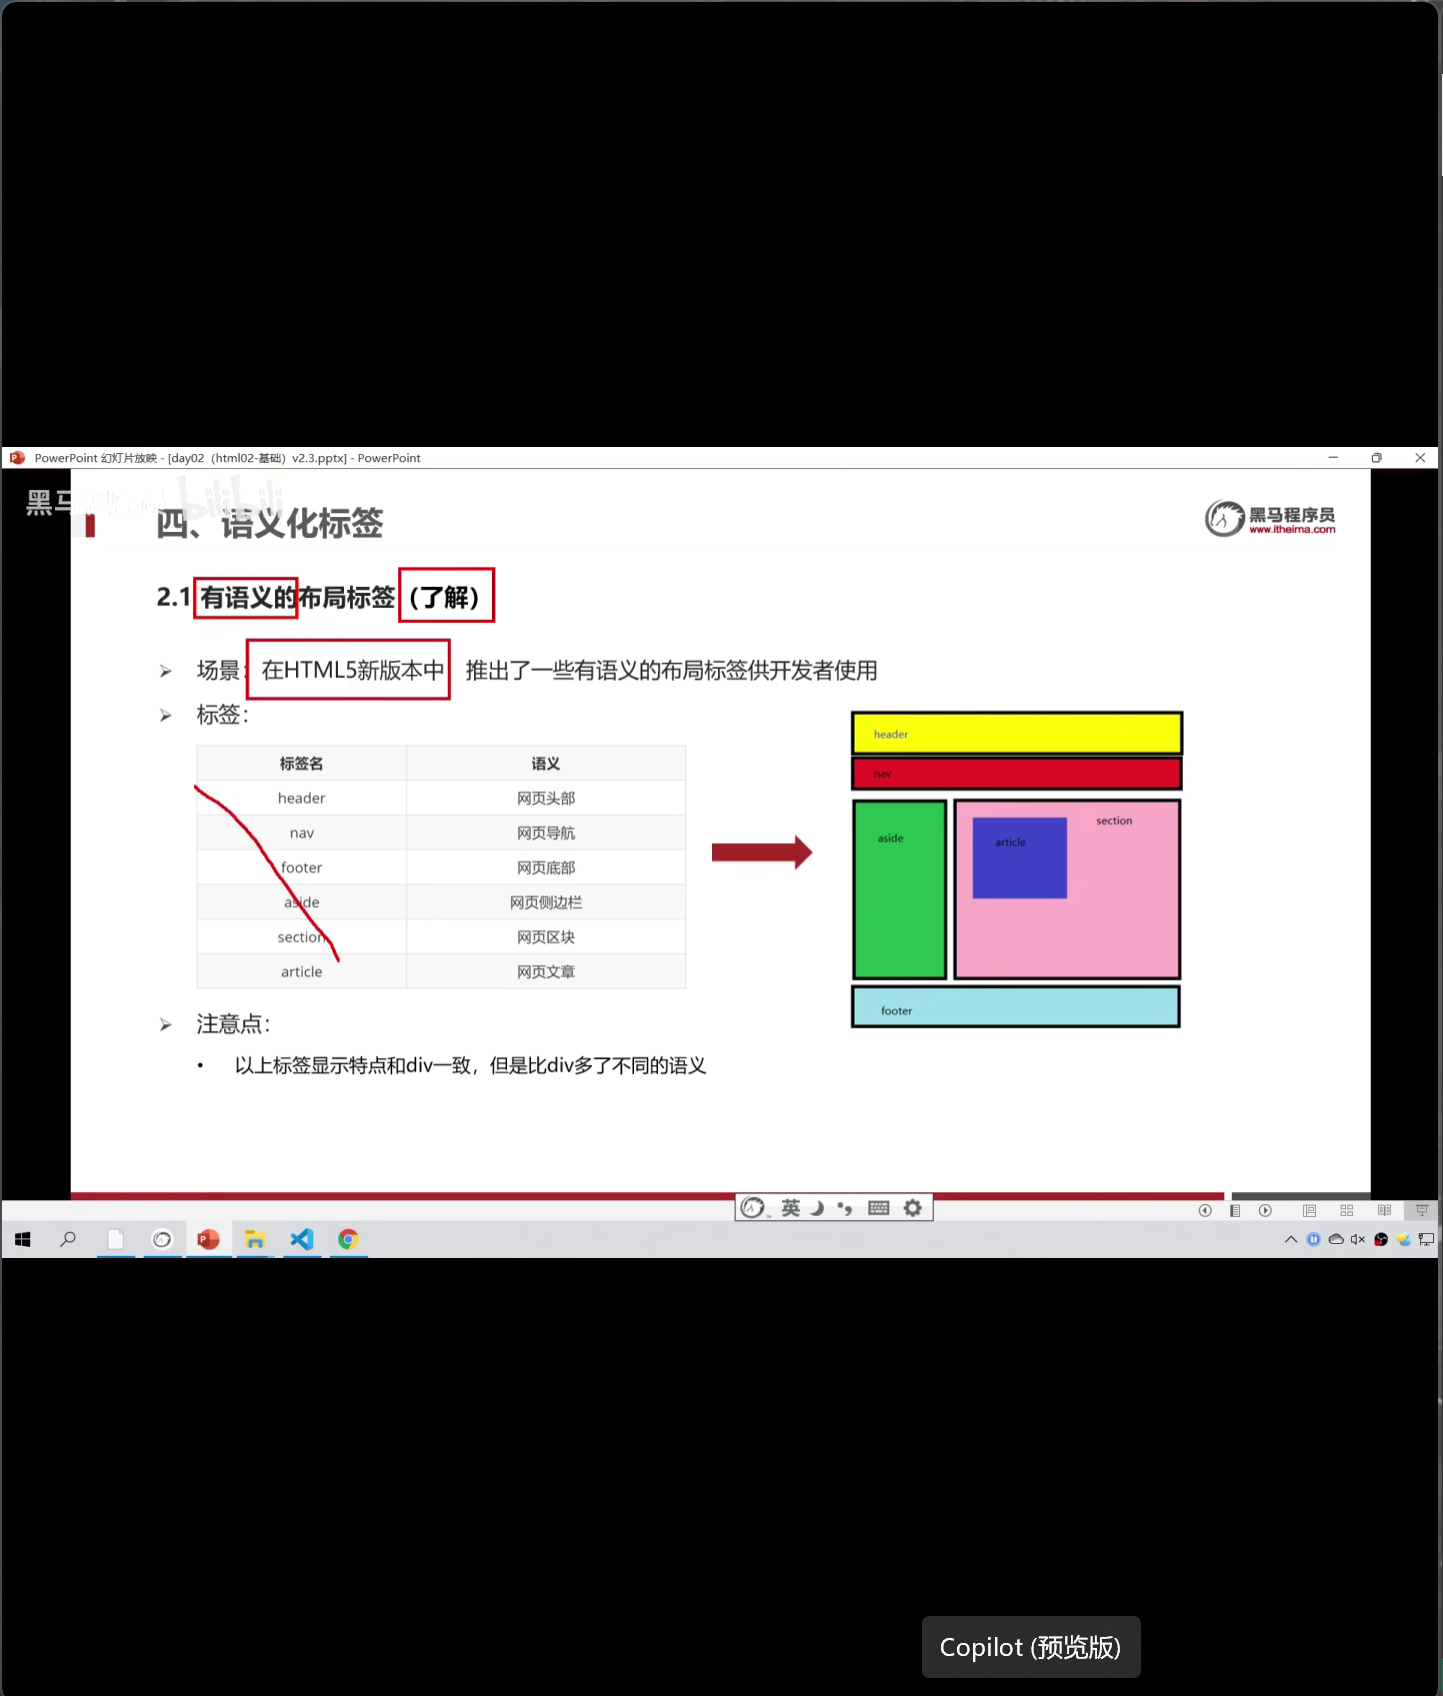 PowerPoint 幻灯片放映 - [day02（html02-基础）v2.3.pptx] - PowerPoint
bilibili
四、语义化标签
黑马程序员
www.itheima.com
2.1 有语义的布局标签（了解）
场景：在HTML5新版本中 推出了一些有语义的布局标签供开发者使用
标签：
标签名 语义
header 网页头部
nav 网页导航
footer 网页底部
aside 网页侧边栏
section 网页区块
article 网页文章
header
nav
aside
article
section
footer
注意点：
以上标签显示特点和div一致，但是比div多了不同的语义
英
Copilot (预览版)